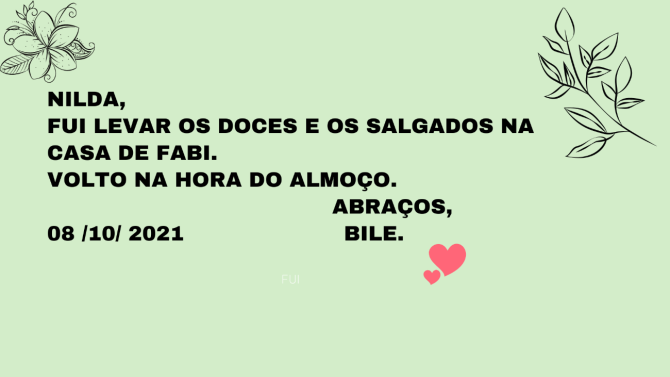 NILDA,
FUI LEVAR OS DOCES E OS SALGADOS NA
CASA DE FABI.
VOLTO NA HORA DO ALMOÇO.
ABRAÇOS,
08 /10/ 2021 BILE.
FUI